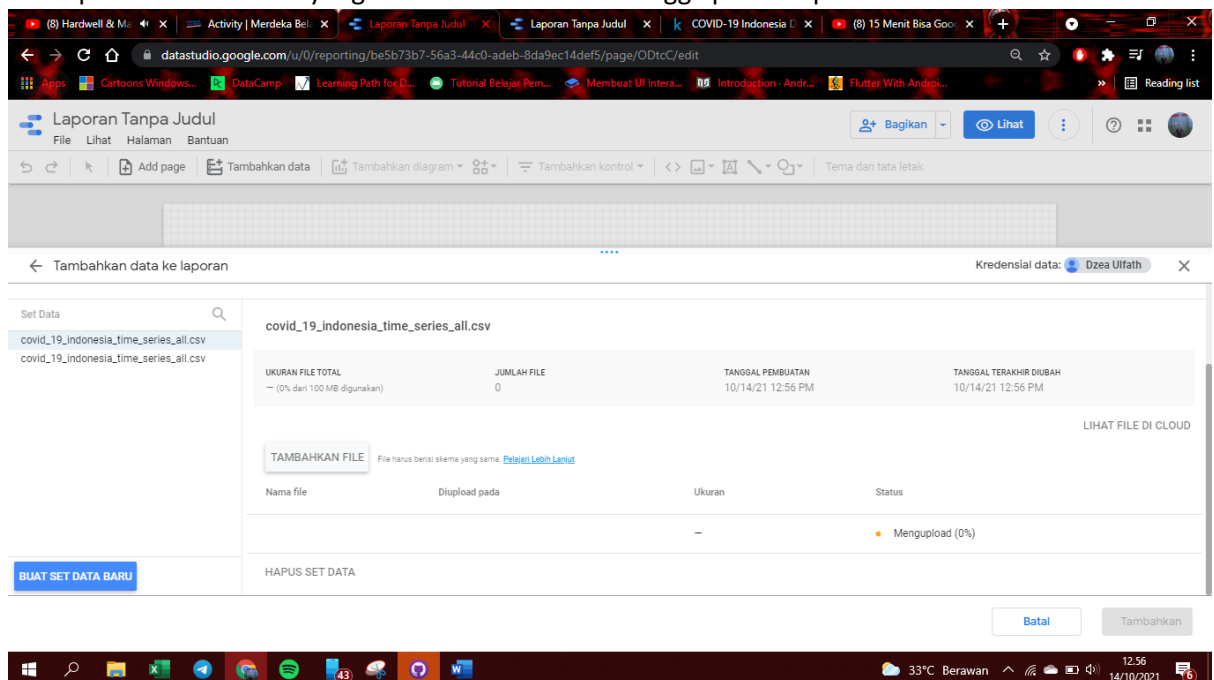 (8) Hardwell & Ma
Activity | Merdeka Bela
Laporan Tanpa Judul
Laporan Tanpa Judul
COVID-19 Indonesia D
(8) 15 Menit Bisa Goog
datastudio.google.com/u/0/reporting/be5b73b7-56a3-44c0-adeb-8da9ec14def5/page/ODtcC/edit
Apps
Cartoons Windows...
DataCamp
Learning Path for D...
Tutorial Belajar Pem...
Membuat UI Intera...
Introduction · Andr...
Flutter With Androi...
»
Reading list
Laporan Tanpa Judul
File Lihat Halaman Bantuan
Bagikan
Lihat
Add page
Tambahkan data
Tambahkan diagram
Tambahkan kontrol
Tema dan tata letak
Tambahkan data ke laporan
Kredensial data: Dzea Ulfath
Set Data
covid_19_indonesia_time_series_all.csv
covid_19_indonesia_time_series_all.csv
covid_19_indonesia_time_series_all.csv
UKURAN FILE TOTAL JUMLAH FILE TANGGAL PEMBUATAN TANGGAL TERAKHIR DIUBAH
— (0% dari 100 MB digunakan) 0 10/14/21 12:56 PM 10/14/21 12:56 PM
LIHAT FILE DI CLOUD
TAMBAHKAN FILE File harus berisi skema yang sama. Pelajari Lebih Lanjut
Nama file Diupload pada Ukuran Status
— Mengupload (0%)
BUAT SET DATA BARU
HAPUS SET DATA
Batal Tambahkan
43
33°C Berawan
12.56
14/10/2021
6